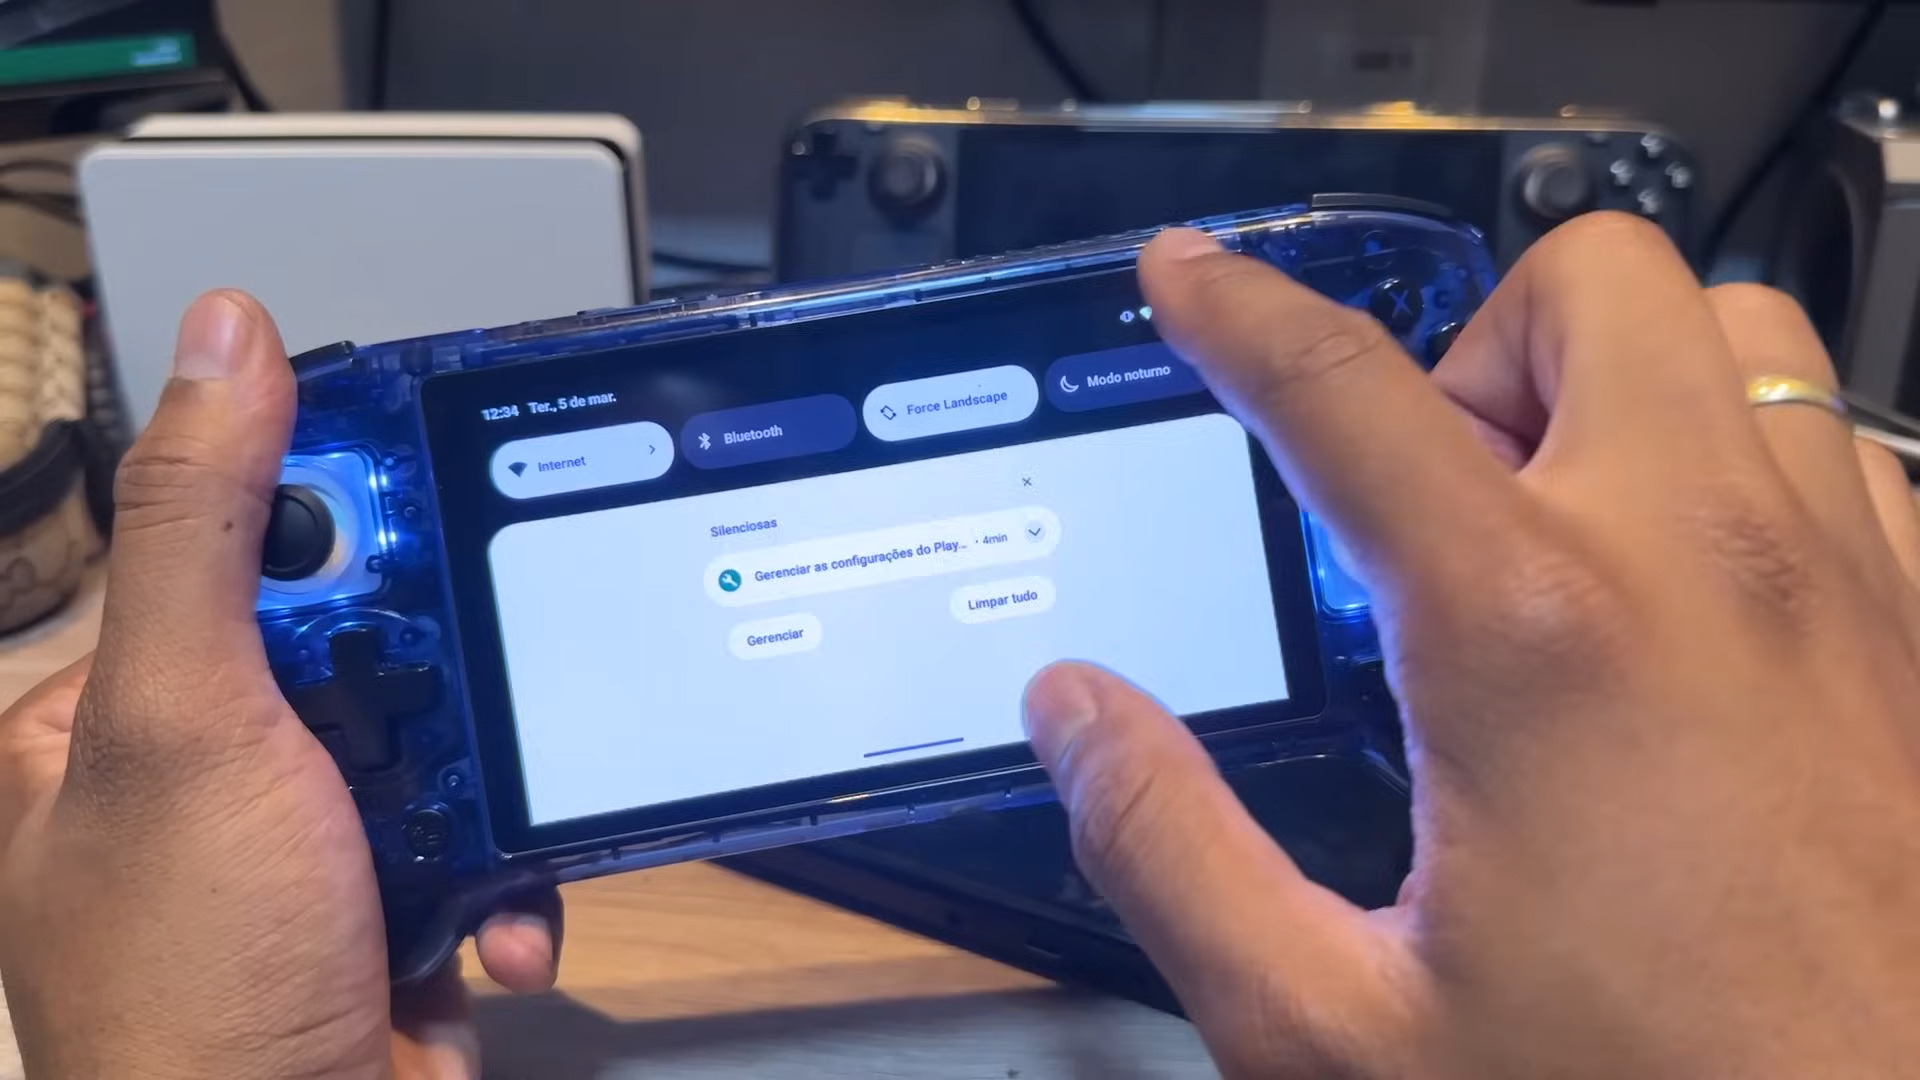 12:34 Ter., 5 de mar.
Internet
Bluetooth
Force Landscape
Modo noturno
Silenciosas
Gerenciar as configurações do Play... · 4min
Gerenciar
Limpar tudo
X